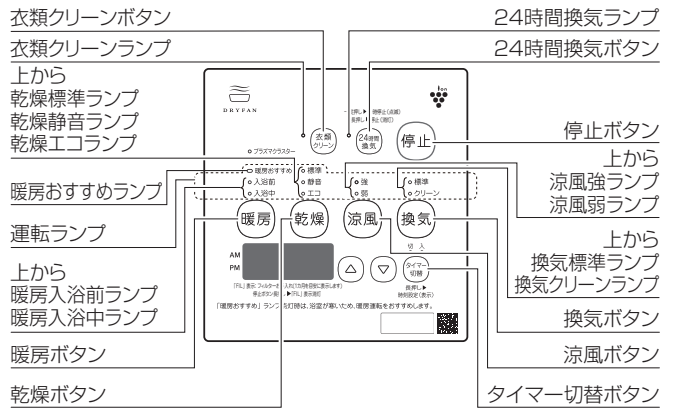 衣類クリーンボタン
衣類クリーンランプ
上から
乾燥標準ランプ
乾燥静音ランプ
乾燥エコランプ
暖房おすすめランプ
運転ランプ
上から
暖房入浴前ランプ
暖房入浴中ランプ
暖房ボタン
乾燥ボタン
24時間換気ランプ
24時間換気ボタン
停止ボタン
上から
涼風強ランプ
涼風弱ランプ
上から
換気標準ランプ
換気クリーンランプ
換気ボタン
涼風ボタン
タイマー切替ボタン
DRYFAN
ion
衣類
クリーン
24時間
換気
停止
プラズマクラスター
暖房おすすめ
入浴前
入浴中
標準
静音
エコ
強
弱
標準
クリーン
暖房
乾燥
涼風
換気
切 入
AM
PM
タイマー
切替
長押し▶
時刻設定(表示)
「暖房おすすめ」ランプ 灯時は、浴室が寒いため、暖房運転をおすすめします。